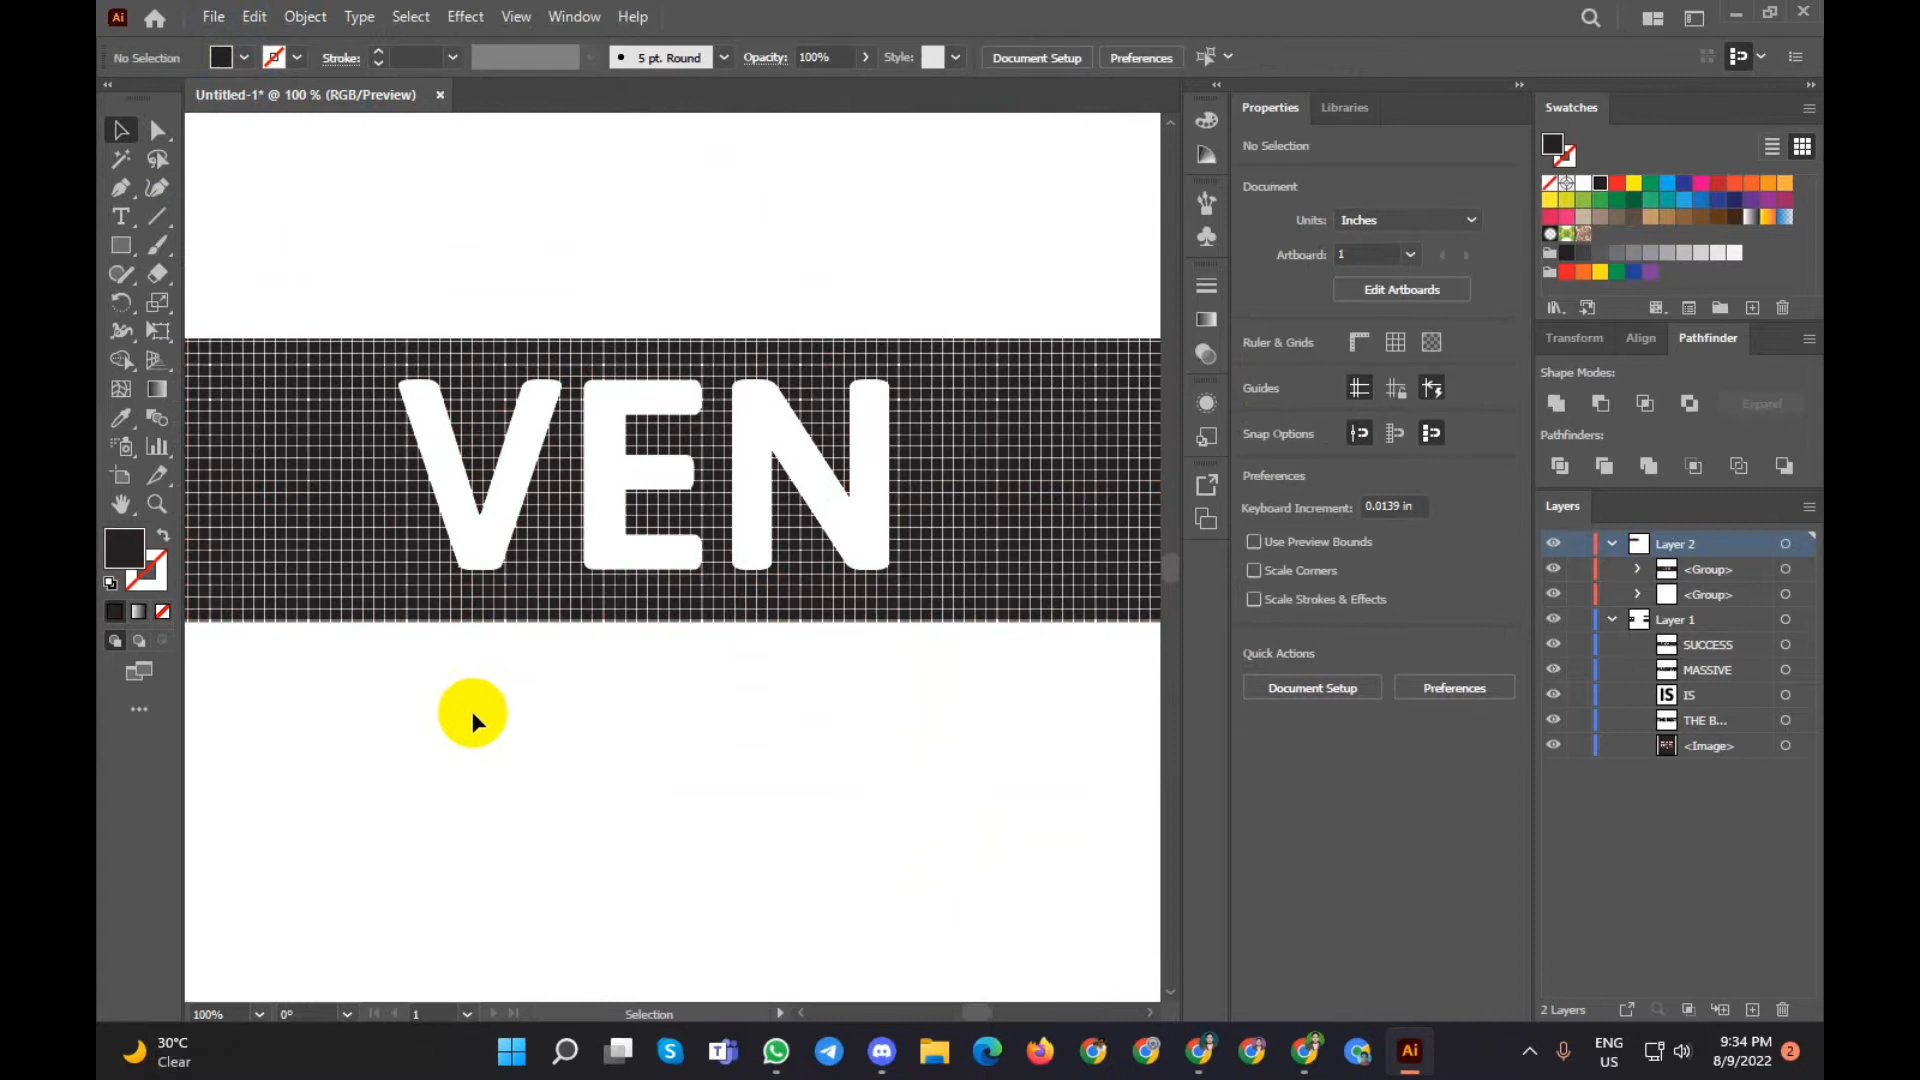 Ai File Edit Object Type Select Effect View Window Help
No Selection Stroke: 5 pt. Round Opacity: 100% Style: Document Setup Preferences
Untitled-1* @ 100 % (RGB/Preview)
VEN
Properties Libraries
No Selection
Document
Units: Inches
Artboard: 1
Edit Artboards
Ruler & Grids
Guides
Snap Options
Preferences
Keyboard Increment: 0.0139 in
Use Preview Bounds
Scale Corners
Scale Strokes & Effects
Quick Actions
Document Setup Preferences
Swatches
Transform Align Pathfinder
Shape Modes:
Expand
Pathfinders:
Layers
Layer 2
<Group>
<Group>
Layer 1
SUCCESS
MASSIVE
IS IS
THE B...
<Image>
2 Layers
100% 0° 1 Selection
30°C
Clear
Ai
ENG
US
9:34 PM
8/9/2022
2